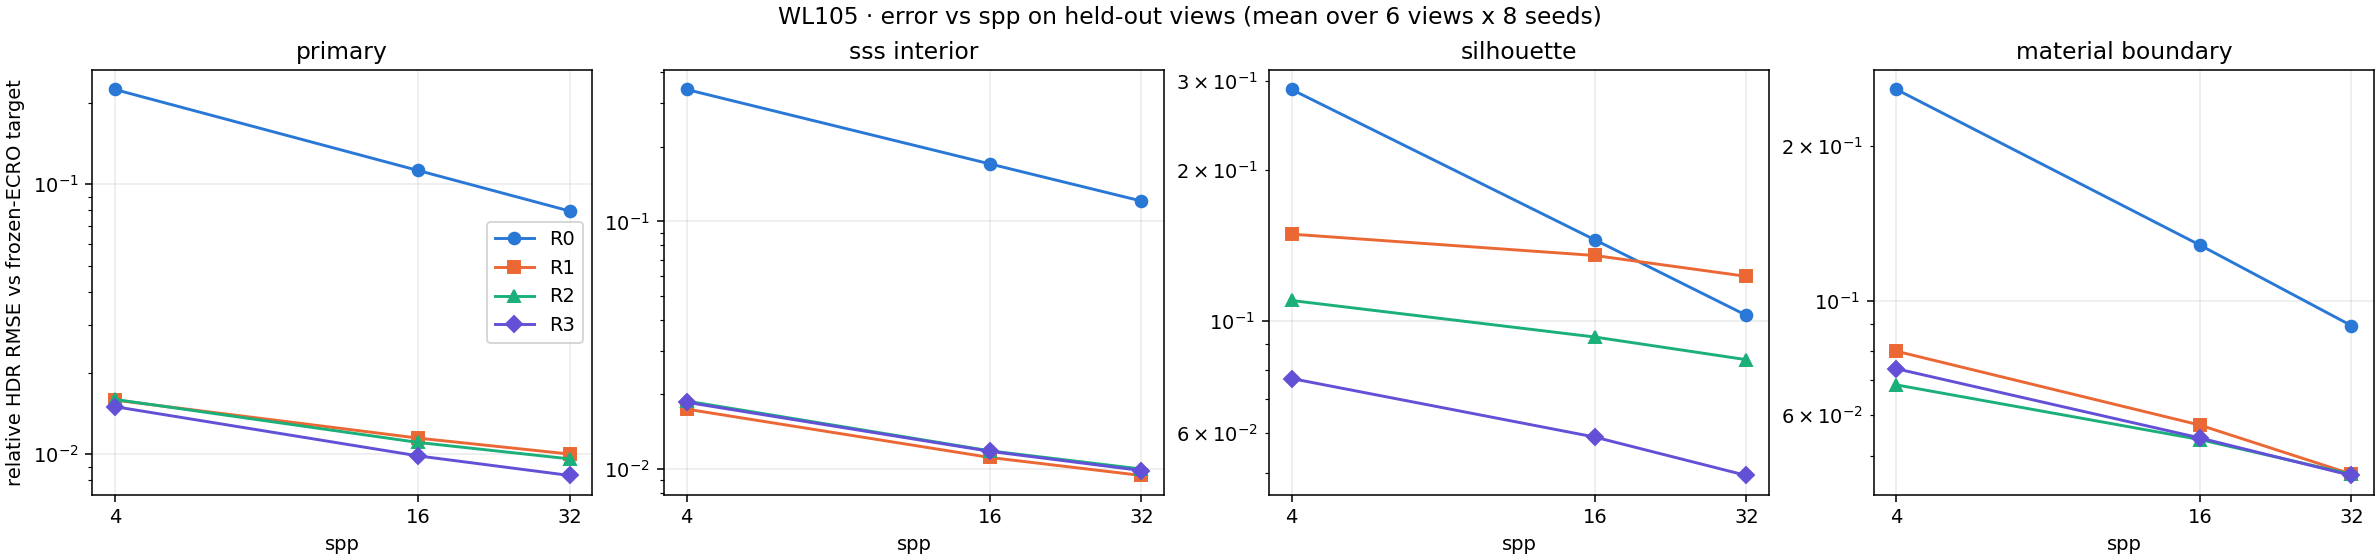 WL105 · error vs spp on held-out views (mean over 6 views x 8 seeds)
primary
relative HDR RMSE vs frozen-ECRO target
10⁻¹
10⁻²
R0
R1
R2
R3
4 16 32
spp
sss interior
10⁻¹
10⁻²
4 16 32
spp
silhouette
3 × 10⁻¹
2 × 10⁻¹
10⁻¹
6 × 10⁻²
4 16 32
spp
material boundary
2 × 10⁻¹
10⁻¹
6 × 10⁻²
4 16 32
spp